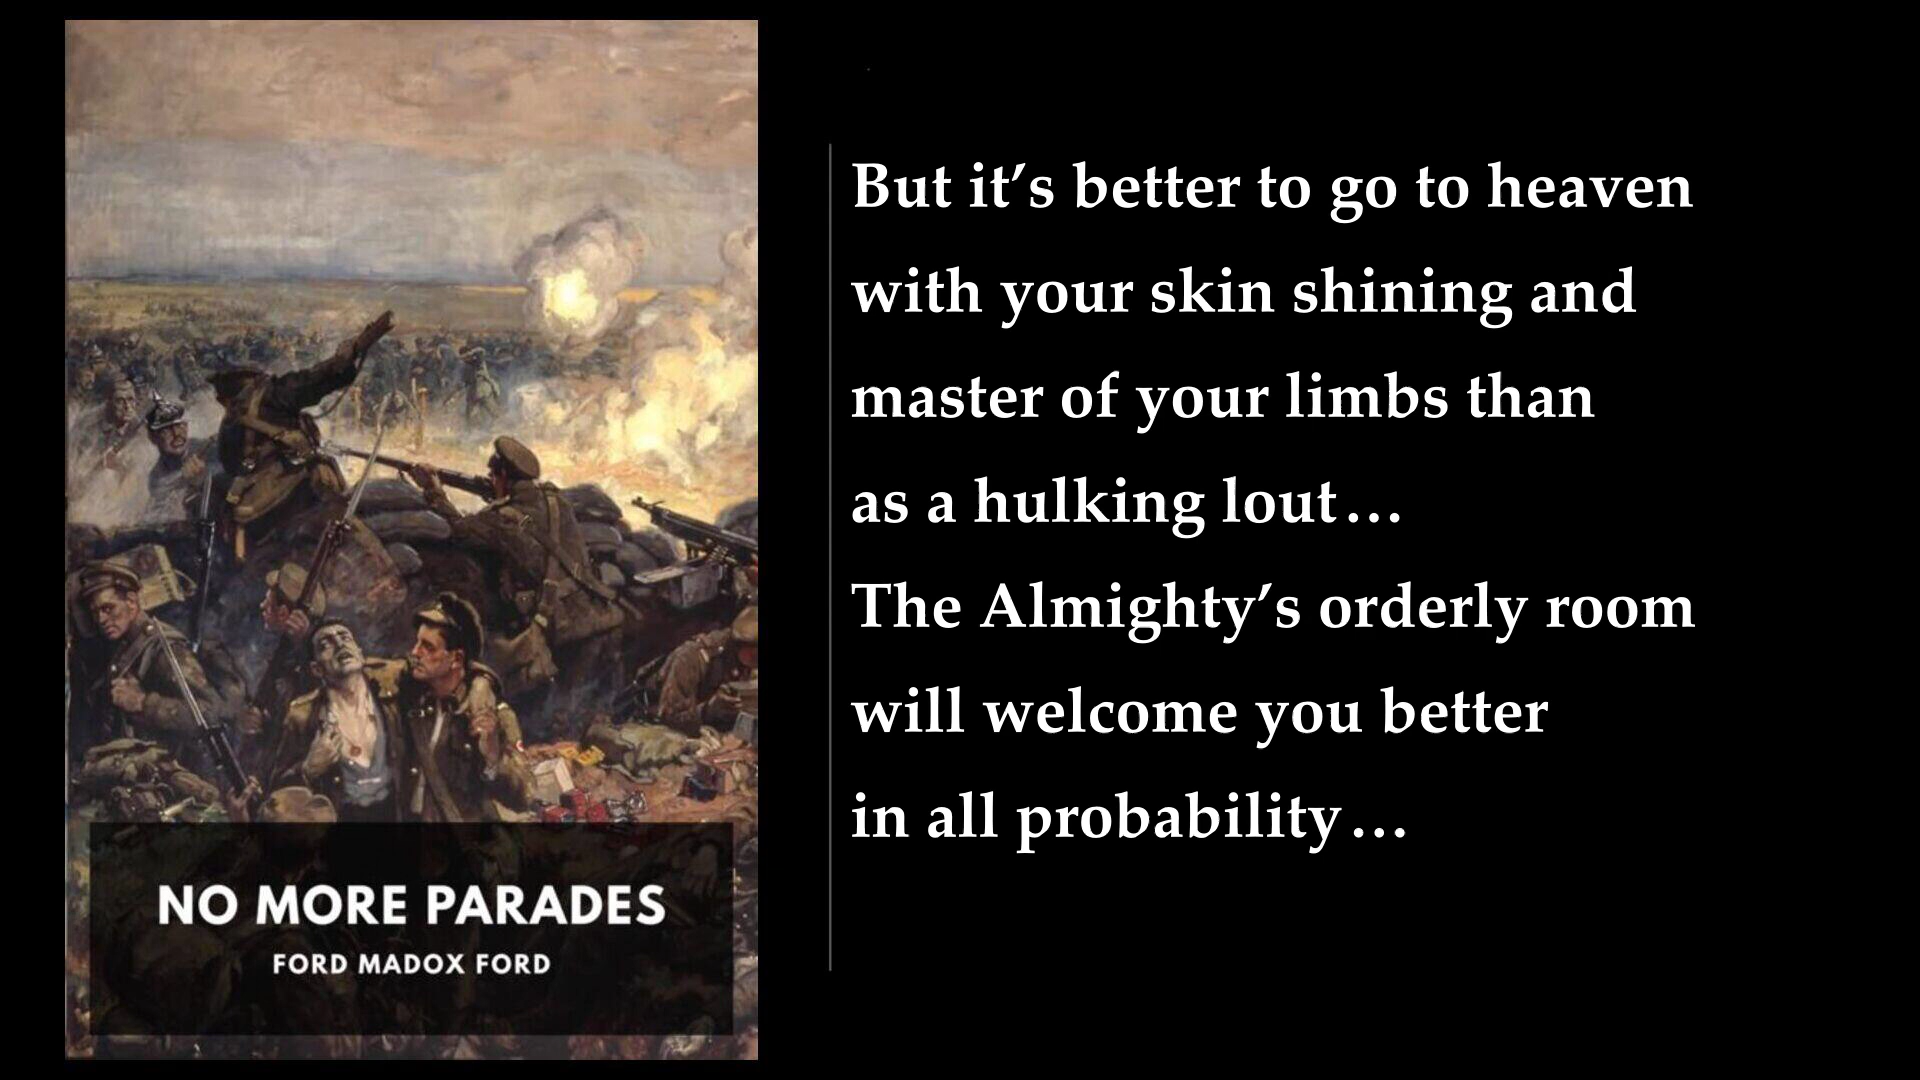 But it’s better to go to heaven
with your skin shining and
master of your limbs than
as a hulking lout…
The Almighty’s orderly room
will welcome you better
in all probability…
NO MORE PARADES
FORD MADOX FORD